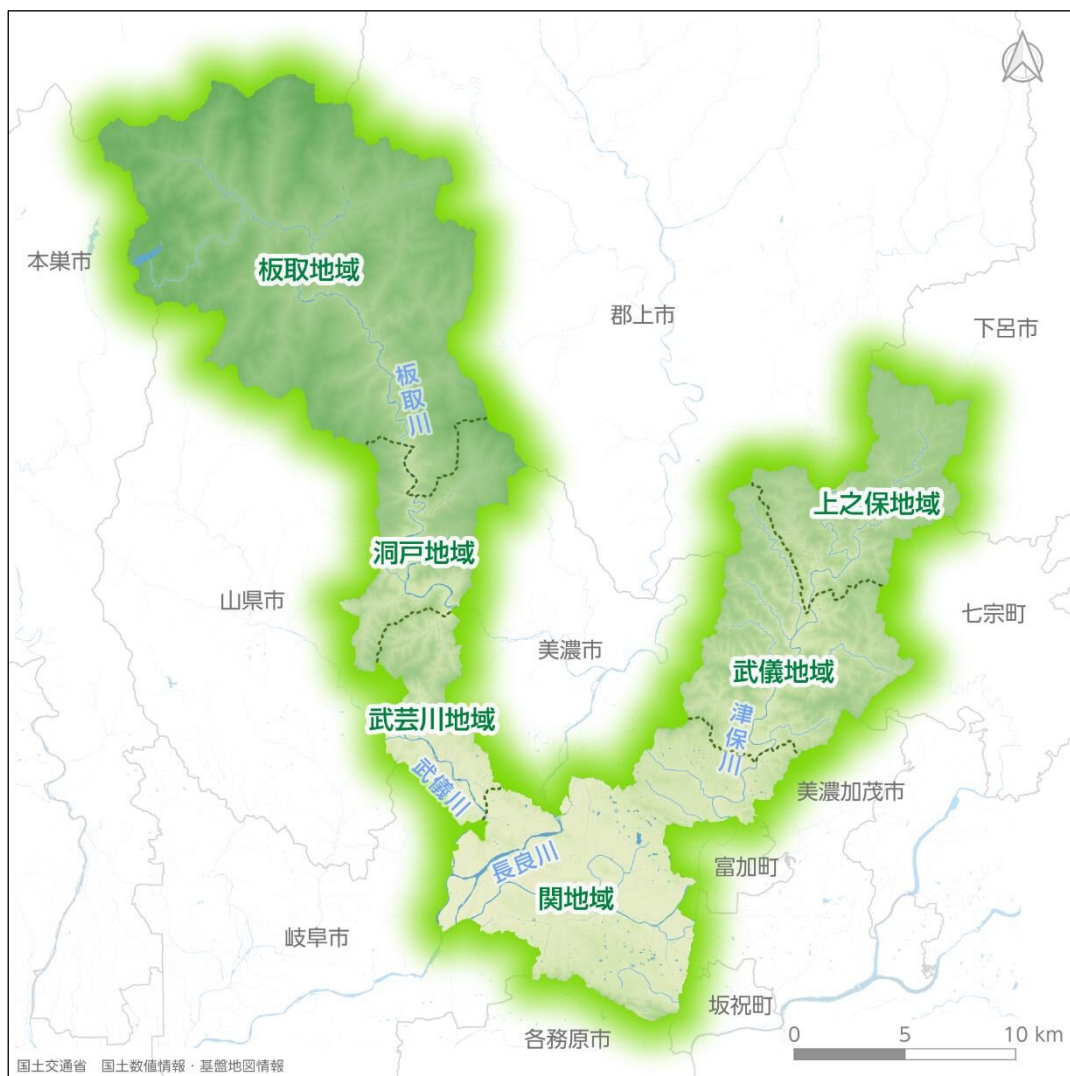 本巣市
板取地域
郡上市
下呂市
板取川
上之保地域
洞戸地域
山県市
七宗町
美濃市
武儀地域
武芸川地域
津保川
武儀川
美濃加茂市
長良川
富加町
関地域
岐阜市
坂祝町
各務原市
0 5 10 km
国土交通省 国土数値情報・基盤地図情報